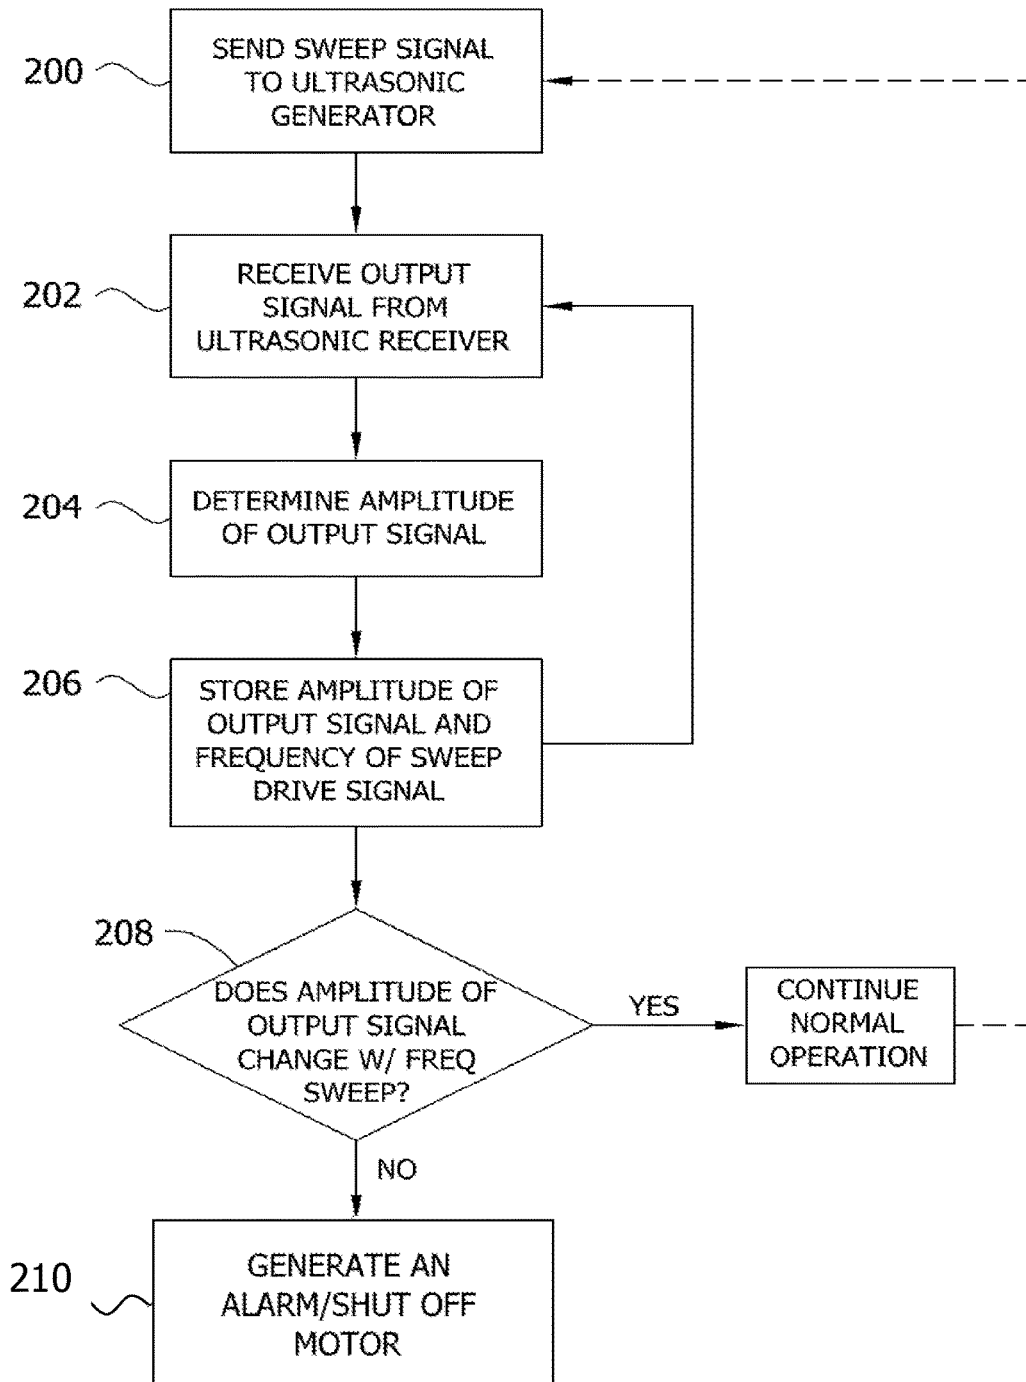 200
SEND SWEEP SIGNAL
TO ULTRASONIC
GENERATOR
202
RECEIVE OUTPUT
SIGNAL FROM
ULTRASONIC RECEIVER
204
DETERMINE AMPLITUDE
OF OUTPUT SIGNAL
206
STORE AMPLITUDE OF
OUTPUT SIGNAL AND
FREQUENCY OF SWEEP
DRIVE SIGNAL
208
DOES AMPLITUDE OF
OUTPUT SIGNAL
CHANGE W/ FREQ
SWEEP?
YES
CONTINUE
NORMAL
OPERATION
NO
210
GENERATE AN
ALARM/SHUT OFF
MOTOR